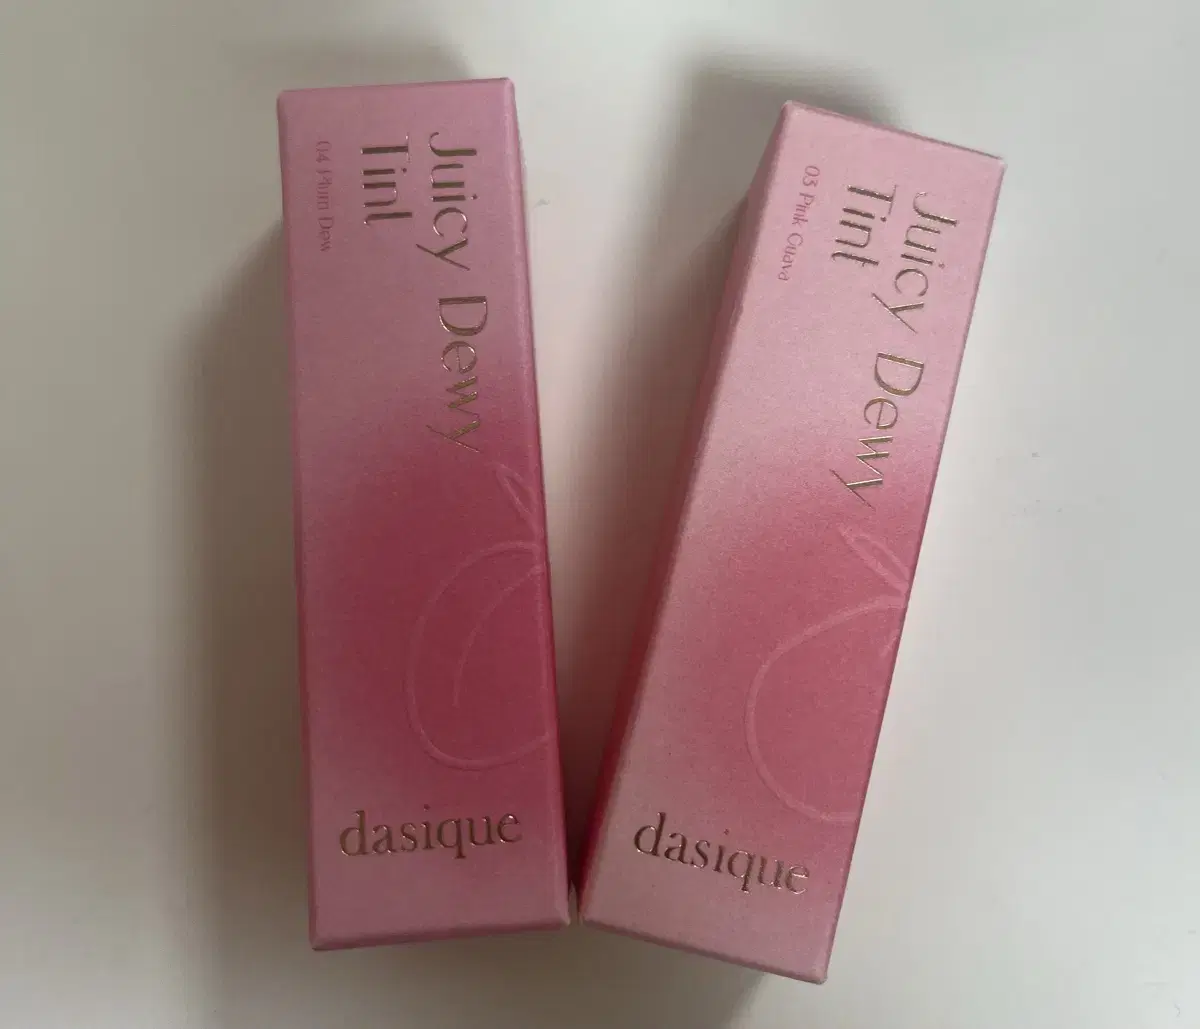 Juicy Dewy
Tint
04 Plum Dew
dasique
Juicy Dewy
Tint
03 Pink Guava
dasique